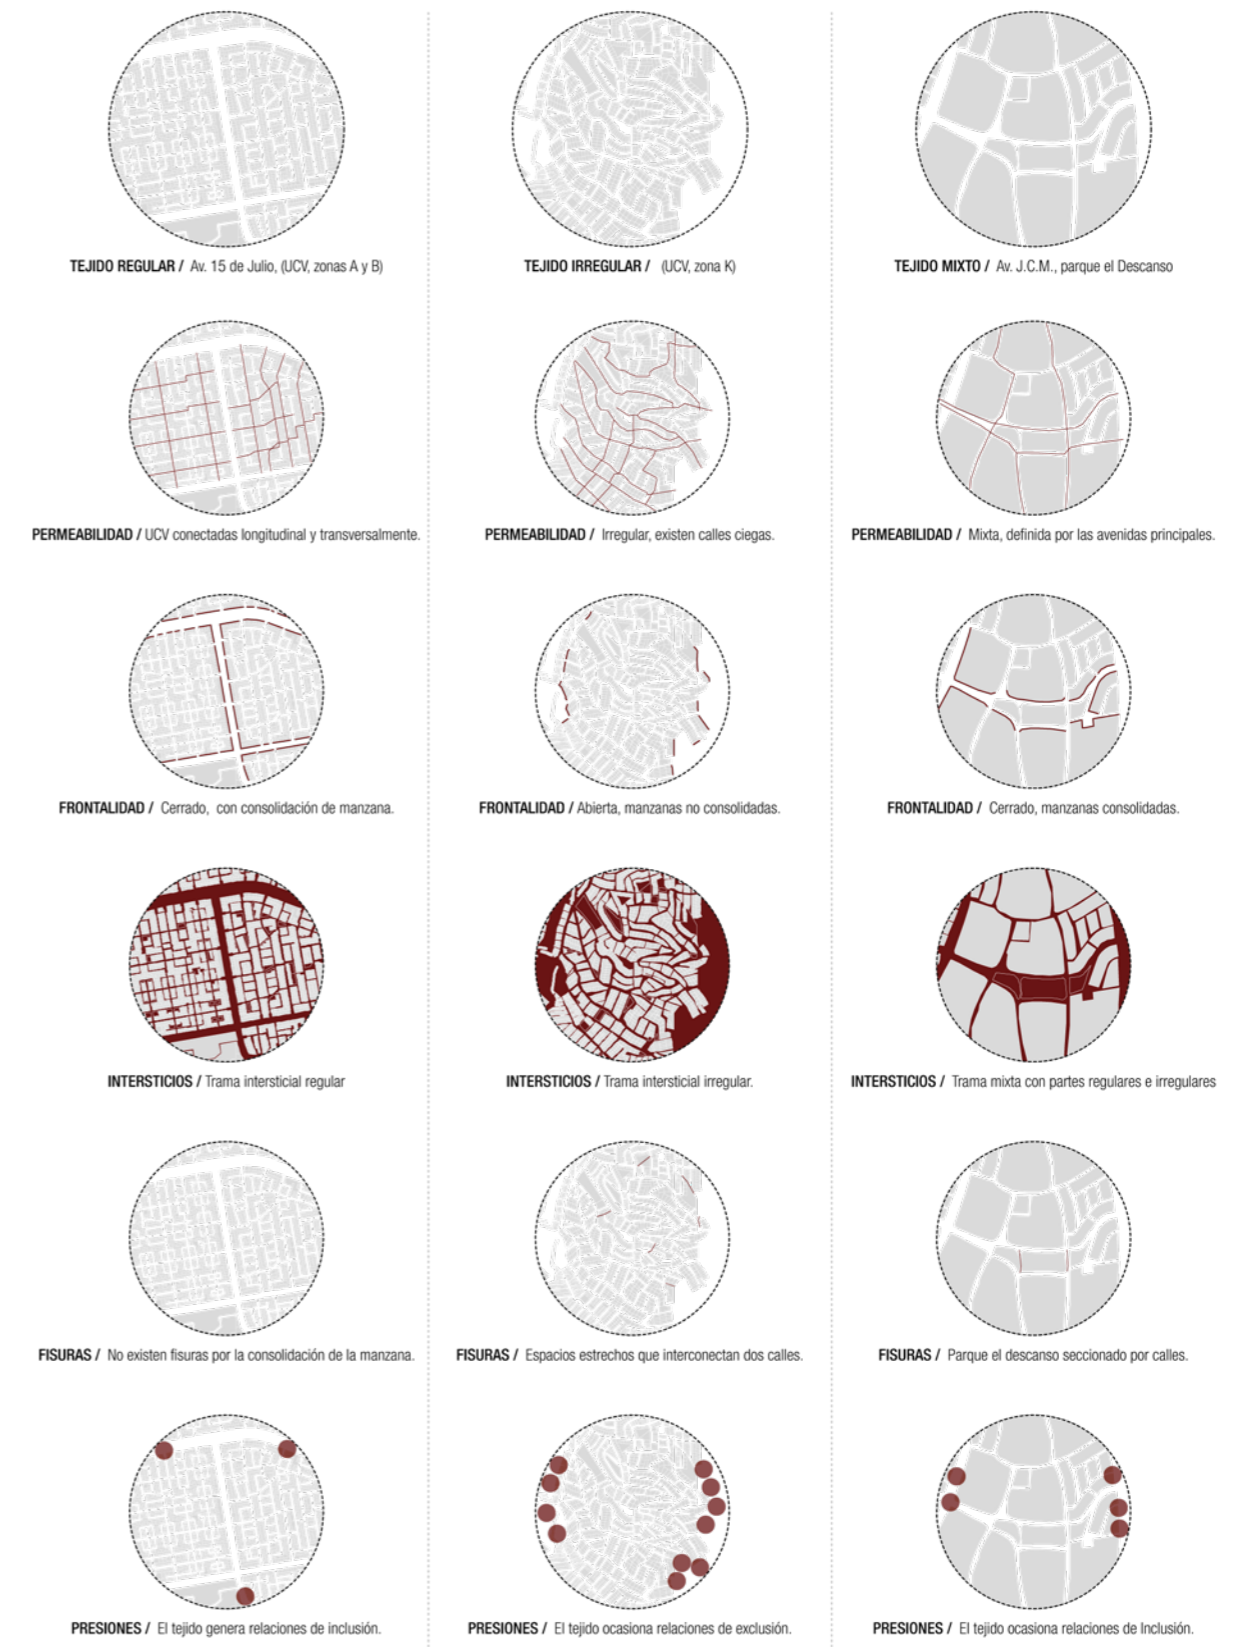 TEJIDO REGULAR / Av. 15 de Julio, (UCV, zonas A y B)
TEJIDO IRREGULAR / (UCV, zona K)
TEJIDO MIXTO / Av. J.C.M., parque el Descanso
PERMEABILIDAD / UCV conectadas longitudinal y transversalmente.
PERMEABILIDAD / Irregular, existen calles ciegas.
PERMEABILIDAD / Mixta, definida por las avenidas principales.
FRONTALIDAD / Cerrado, con consolidación de manzana.
FRONTALIDAD / Abierta, manzanas no consolidadas.
FRONTALIDAD / Cerrado, manzanas consolidadas.
INTERSTICIOS / Trama intersticial regular
INTERSTICIOS / Trama intersticial irregular.
INTERSTICIOS / Trama mixta con partes regulares e irregulares
FISURAS / No existen fisuras por la consolidación de la manzana.
FISURAS / Espacios estrechos que interconectan dos calles.
FISURAS / Parque el descanso seccionado por calles.
PRESIONES / El tejido genera relaciones de inclusión.
PRESIONES / El tejido ocasiona relaciones de exclusión.
PRESIONES / El tejido ocasiona relaciones de Inclusión.